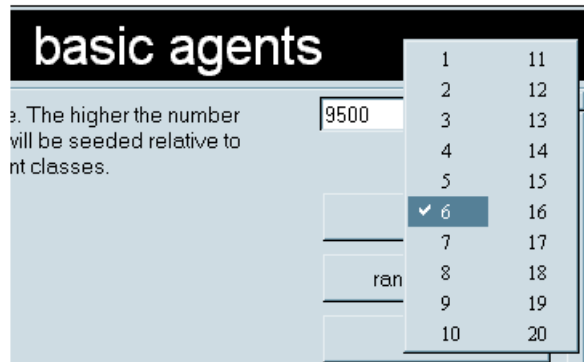 basic agents
e. The higher the number
will be seeded relative to
nt classes.
9500
ran
1 11
2 12
3 13
4 14
5 15
✓ 6 16
7 17
8 18
9 19
10 20